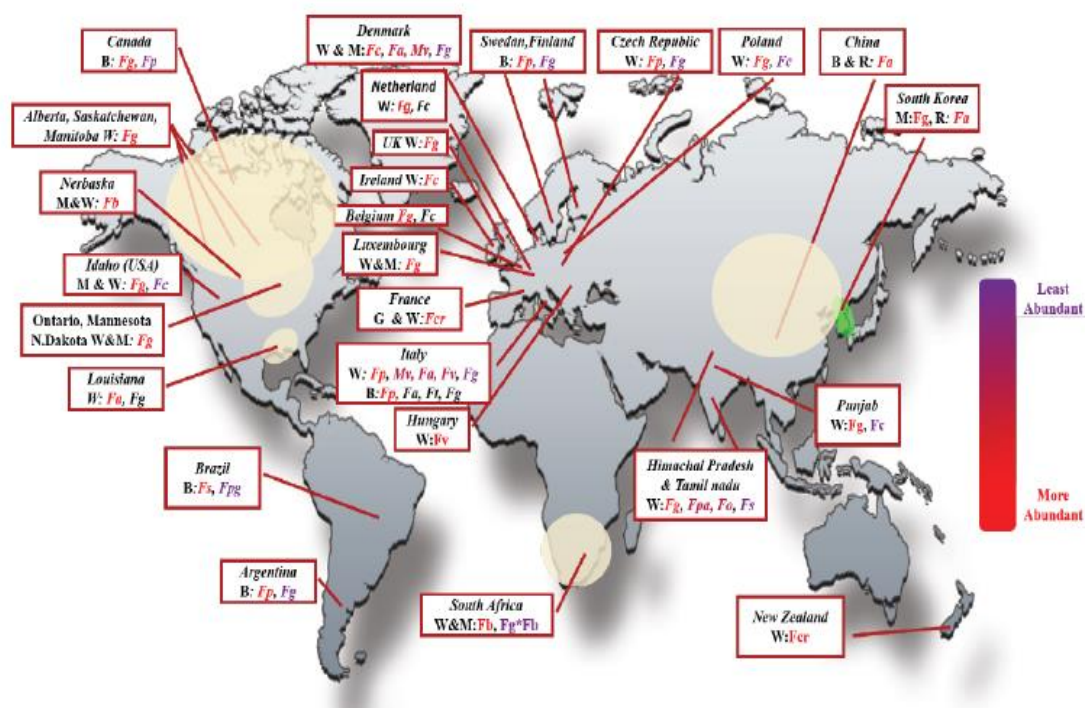 Canada
B: Fg, Fp
Denmark
W & M:Fc, Fa, Mv, Fg
Sweden,Finland
B: Fp, Fg
Czech Republic
W: Fp, Fg
Poland
W: Fg, Fc
China
B & R: Fa
Netherland
W: Fg, Fc
South Korea
M:Fg, R: Fa
Alberta, Saskatchewan,
Manitoba W: Fg
UK W:Fg
Nerbaska
M&W: Fb
Ireland W:Fc
Belgium Fg, Fc
Luxembourg
W&M: Fg
Idaho (USA)
M & W: Fg, Fc
France
G & W:Fcr
Least
Abundant
Ontario, Mannesota
N.Dakota W&M: Fg
Italy
W: Fp, Mv, Fa, Fv, Fg
B:Fp, Fa, Ft, Fg
Louisiana
W: Fa, Fg
Punjab
W:Fg, Fc
Hungary
W:Fv
Brazil
B:Fs, Fpg
Himachal Pradesh
& Tamil nadu
W:Fg, Fpa, Fo, Fs
More
Abundant
Argentina
B: Fp, Fg
South Africa
W&M:Fb, Fg*Fb
New Zealand
W:Fcr